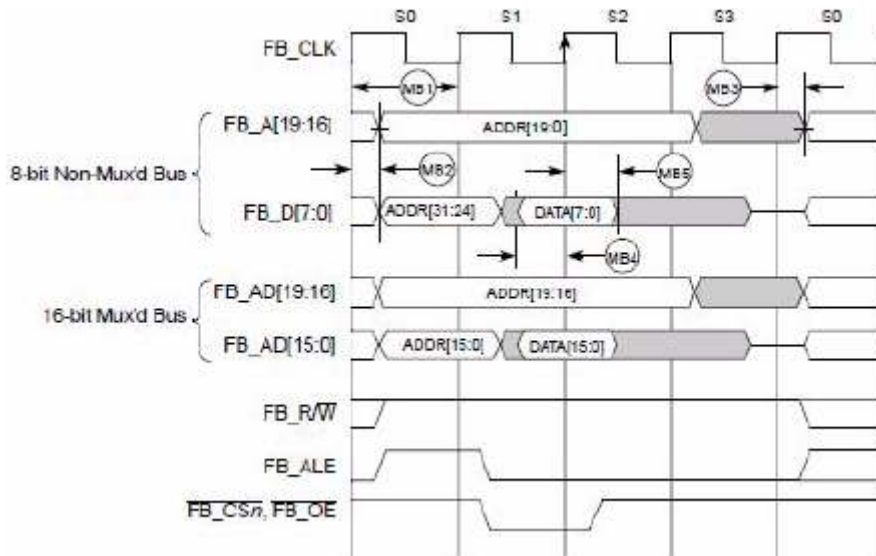 S0 S1 S2 S3 S0
FB_CLK
MB1 MB3
FB_A[19:16] ADDR[19:0]
8-bit Non-Mux'd Bus
MB2 MB5
FB_D[7:0] ADDR[31:24] DATA[7:0]
MB4
FB_AD[19:16] ADDR[19:16]
16-bit Mux'd Bus
FB_AD[15:0] ADDR[15:0] DATA[15:0]
FB_R/W
FB_ALE
FB_CSn, FB_OE